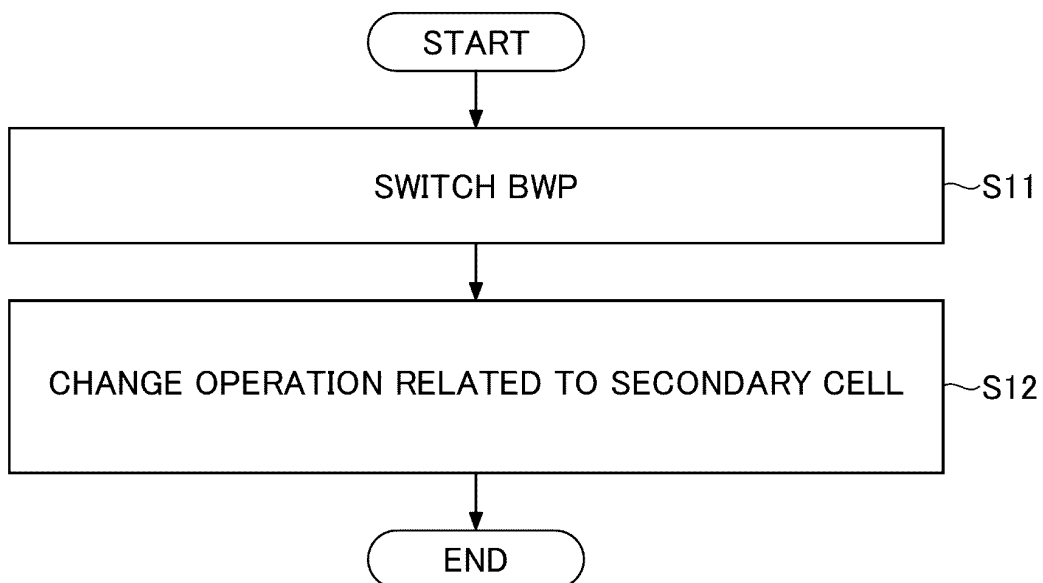 START
SWITCH BWP
S11
CHANGE OPERATION RELATED TO SECONDARY CELL
S12
END